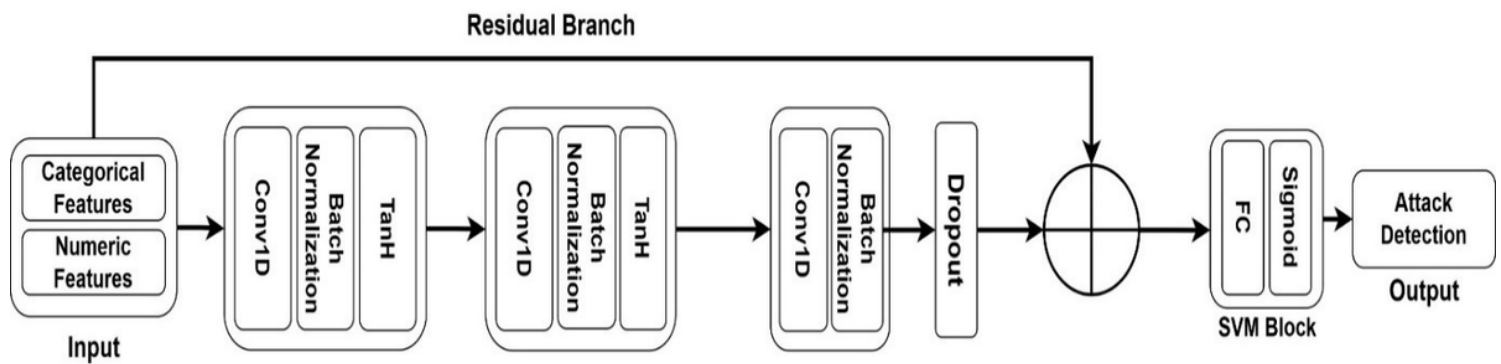 Residual Branch
Categorical
Features
Numeric
Features
Input
Conv1D
Batch
Normalization
TanH
Conv1D
Batch
Normalization
TanH
Conv1D
Batch
Normalization
Dropout
FC
Sigmoid
SVM Block
Attack
Detection
Output